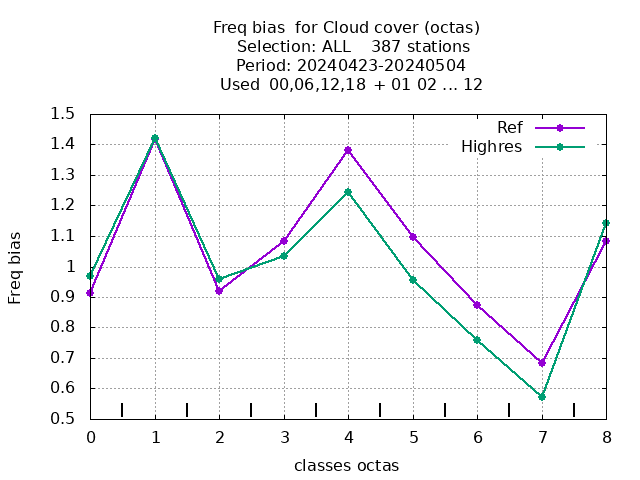 Freq bias  for Cloud cover (octas)
Selection: ALL    387 stations
Period: 20240423-20240504
Used  00,06,12,18  + 01 02 ... 12
1.5
1.4
1.3
1.2
1.1
1
0.9
0.8
0.7
0.6
0.5
Freq bias
Ref
Highres
0 1 2 3 4 5 6 7 8
classes octas